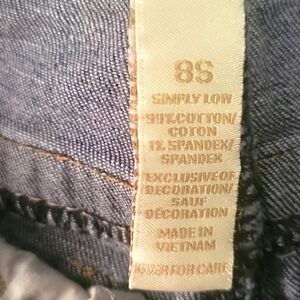 8S
SIMPLY LOW
99% COTTON/
COTON
1% SPANDEX/
SPANDEX
EXCLUSIVE OF
DECORATION/
SAUF
DÉCORATION
MADE IN
VIETNAM
OVER FOR CARE